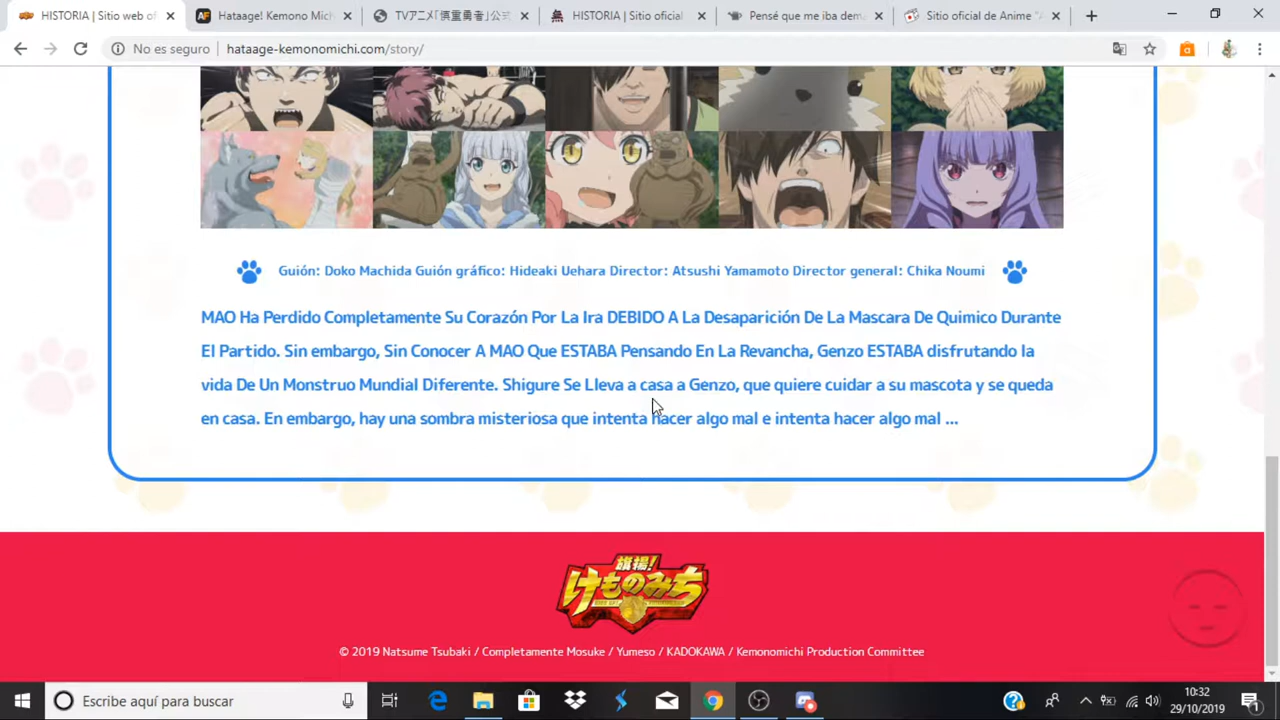 HISTORIA | Sitio web of
Hataage! Kemono Mich
TVアニメ「慎重勇者」公式
HISTORIA | Sitio oficial
Pensé que me iba dema
Sitio oficial de Anime "A
No es seguro
hataage-kemonomichi.com/story/
Guión: Doko Machida Guión gráfico: Hideaki Uehara Director: Atsushi Yamamoto Director general: Chika Noumi
MAO Ha Perdido Completamente Su Corazón Por La Ira DEBIDO A La Desaparición De La Mascara De Quimico Durante
El Partido. Sin embargo, Sin Conocer A MAO Que ESTABA Pensando En La Revancha, Genzo ESTABA disfrutando la
vida De Un Monstruo Mundial Diferente. Shigure Se Lleva a casa a Genzo, que quiere cuidar a su mascota y se queda
en casa. En embargo, hay una sombra misteriosa que intenta hacer algo mal e intenta hacer algo mal ...
旗揚!
けものみち
© 2019 Natsume Tsubaki / Completamente Mosuke / Yumeso / KADOKAWA / Kemonomichi Production Committee
Escribe aquí para buscar
10:32
29/10/2019